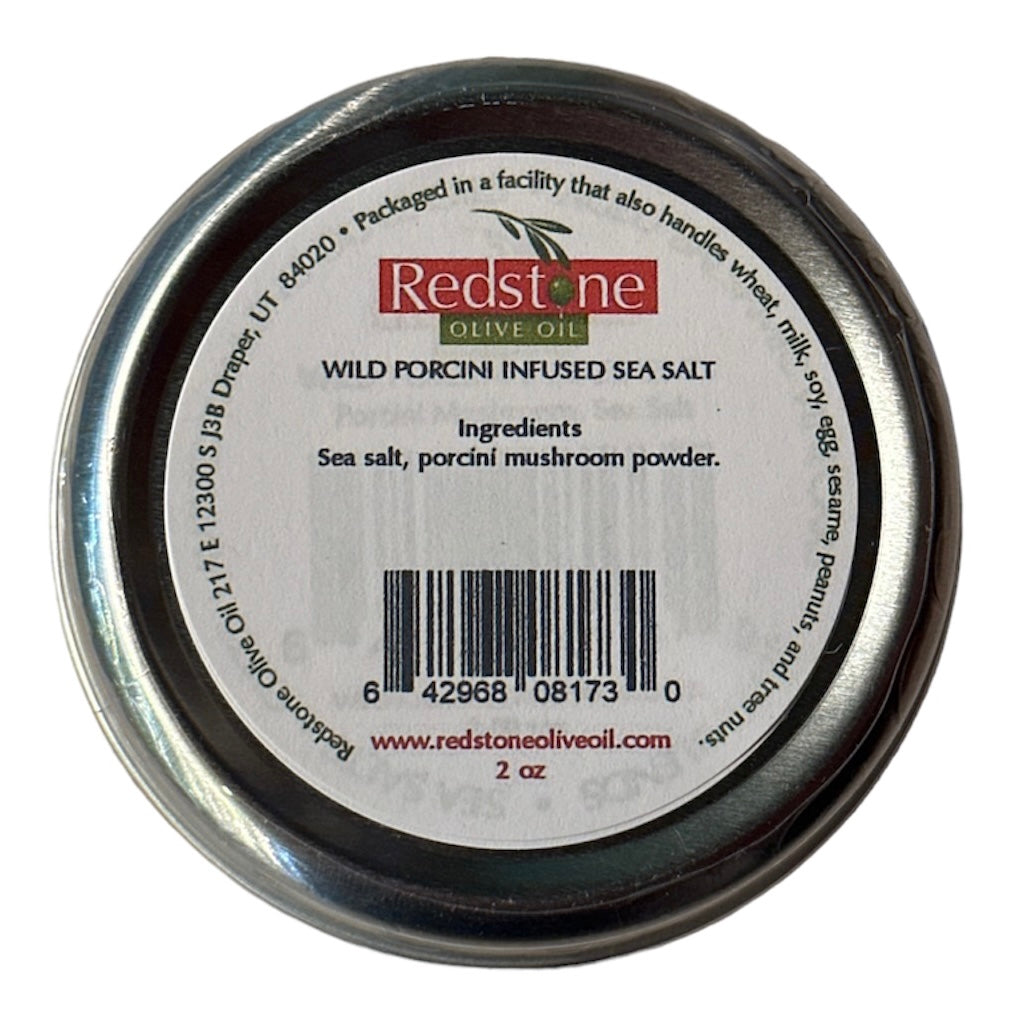 Redstone
OLIVE OIL
WILD PORCINI INFUSED SEA SALT
Ingredients
Sea salt, porcini mushroom powder.
6 42968 08173 0
www.redstoneoliveoil.com
2 oz
Redstone Olive Oil 217 E 12300 S J3B Draper, UT 84020 • Packaged in a facility that also handles wheat, milk, soy, egg, sesame, peanuts, and tree nuts.